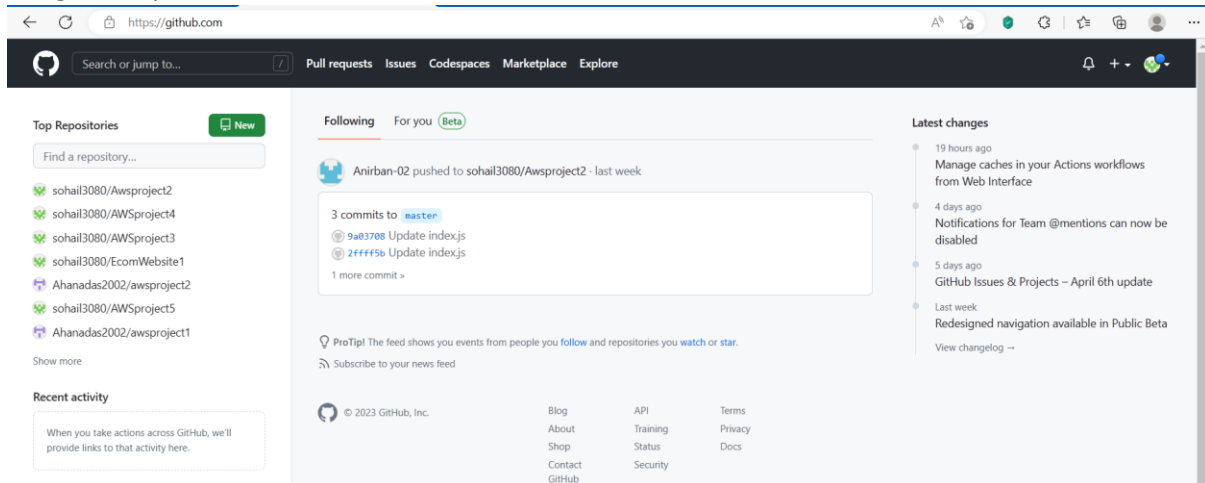 https://github.com
Search or jump to...
/
Pull requests Issues Codespaces Marketplace Explore
Top Repositories
New
Find a repository...
sohail3080/Awsproject2
sohail3080/AWSproject4
sohail3080/AWSproject3
sohail3080/EcomWebsite1
Ahanadas2002/awsproject2
sohail3080/AWSproject5
Ahanadas2002/awsproject1
Show more
Recent activity
When you take actions across GitHub, we'll
provide links to that activity here.
Following For you Beta
Anirban-02 pushed to sohail3080/Awsproject2 · last week
3 commits to master
9a03708 Update index.js
2ffff5b Update index.js
1 more commit »
ProTip! The feed shows you events from people you follow and repositories you watch or star.
Subscribe to your news feed
© 2023 GitHub, Inc.
Blog
About
Shop
Contact
GitHub
API
Training
Status
Security
Terms
Privacy
Docs
Latest changes
19 hours ago
Manage caches in your Actions workflows
from Web Interface
4 days ago
Notifications for Team @mentions can now be
disabled
5 days ago
GitHub Issues & Projects – April 6th update
Last week
Redesigned navigation available in Public Beta
View changelog →